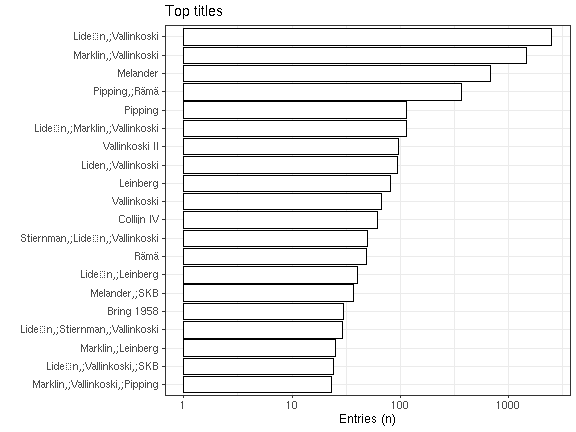 Top titles
Lide□n,;Vallinkoski
Marklin,;Vallinkoski
Melander
Pipping,;Rämä
Pipping
Lide□n,;Marklin,;Vallinkoski
Vallinkoski II
Liden,;Vallinkoski
Leinberg
Vallinkoski
Collijn IV
Stiernman,;Lide□n,;Vallinkoski
Rämä
Lide□n,;Leinberg
Melander,;SKB
Bring 1958
Lide□n,;Stiernman,;Vallinkoski
Marklin,;Leinberg
Lide□n,;Vallinkoski,;SKB
Marklin,;Vallinkoski,;Pipping
1 10 100 1000
Entries (n)